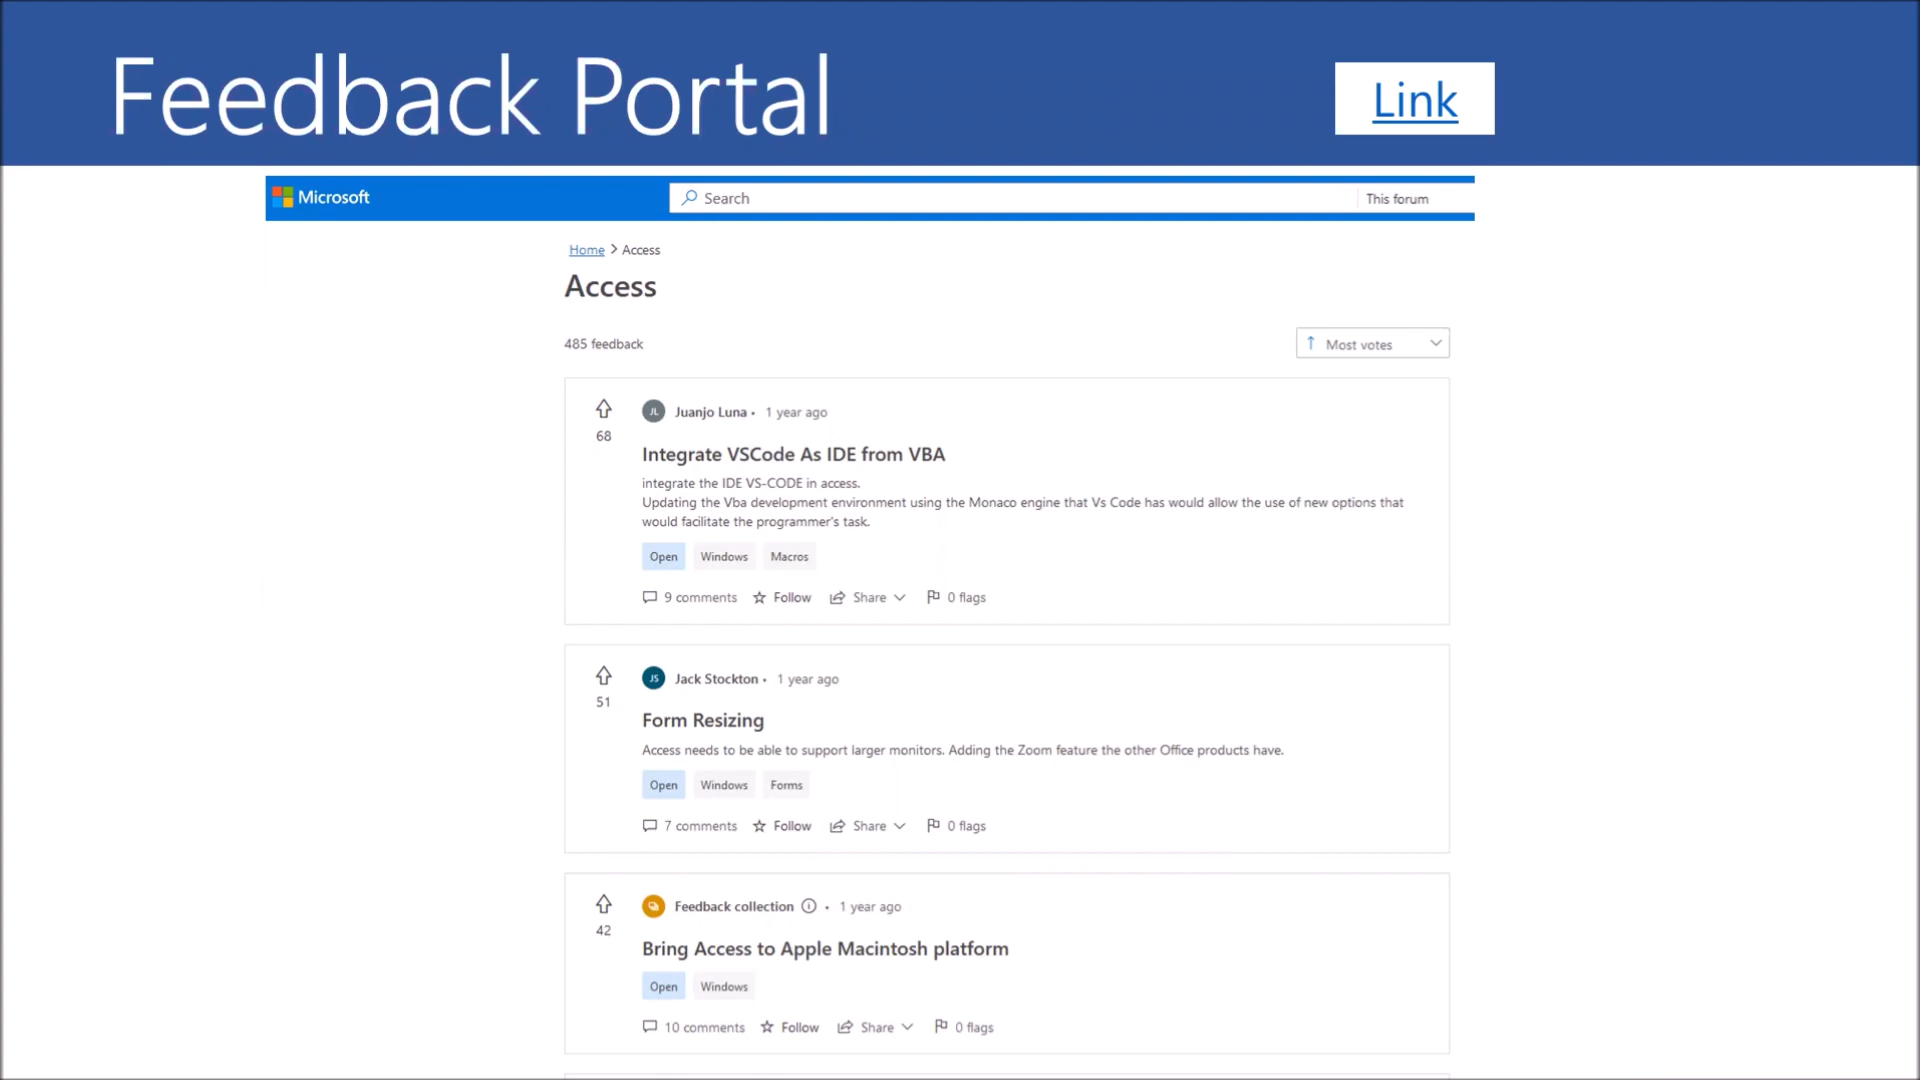 Feedback Portal
Link
Microsoft
Search
This forum
Home > Access
Access
485 feedback
Most votes
68
JL
Juanjo Luna • 1 year ago
Integrate VSCode As IDE from VBA
integrate the IDE VS-CODE in access.
Updating the Vba development environment using the Monaco engine that Vs Code has would allow the use of new options that
would facilitate the programmer's task.
Open Windows Macros
9 comments Follow Share 0 flags
51
JS
Jack Stockton • 1 year ago
Form Resizing
Access needs to be able to support larger monitors. Adding the Zoom feature the other Office products have.
Open Windows Forms
7 comments Follow Share 0 flags
42
Feedback collection • 1 year ago
Bring Access to Apple Macintosh platform
Open Windows
10 comments Follow Share 0 flags